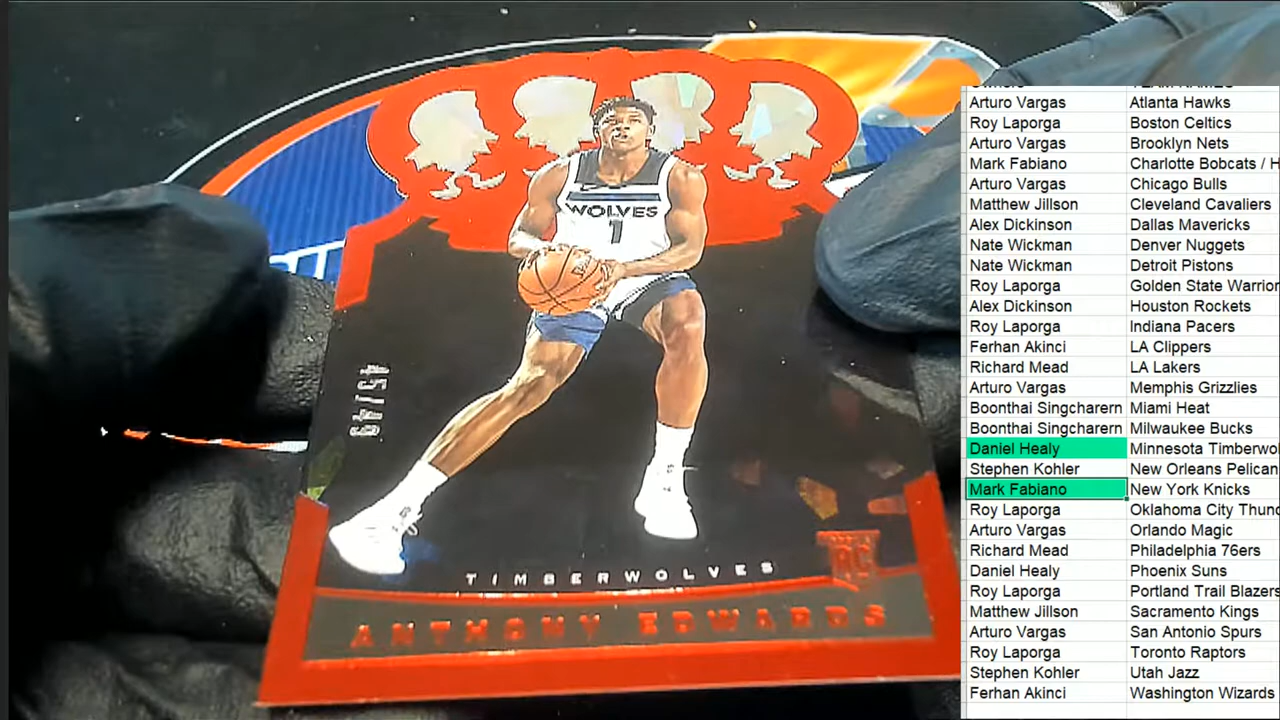 WOLVES
1
TIMBERWOLVES
RC
ANTHONY EDWARDS
Arturo Vargas Atlanta Hawks
Roy Laporga Boston Celtics
Arturo Vargas Brooklyn Nets
Mark Fabiano Charlotte Bobcats / H
Arturo Vargas Chicago Bulls
Matthew Jillson Cleveland Cavaliers
Alex Dickinson Dallas Mavericks
Nate Wickman Denver Nuggets
Nate Wickman Detroit Pistons
Roy Laporga Golden State Warrior
Alex Dickinson Houston Rockets
Roy Laporga Indiana Pacers
Ferhan Akinci LA Clippers
Richard Mead LA Lakers
Arturo Vargas Memphis Grizzlies
Boonthai Singcharern Miami Heat
Boonthai Singcharern Milwaukee Bucks
Daniel Healy Minnesota Timberwo
Stephen Kohler New Orleans Pelican
Mark Fabiano New York Knicks
Roy Laporga Oklahoma City Thund
Arturo Vargas Orlando Magic
Richard Mead Philadelphia 76ers
Daniel Healy Phoenix Suns
Roy Laporga Portland Trail Blazers
Matthew Jillson Sacramento Kings
Arturo Vargas San Antonio Spurs
Roy Laporga Toronto Raptors
Stephen Kohler Utah Jazz
Ferhan Akinci Washington Wizards